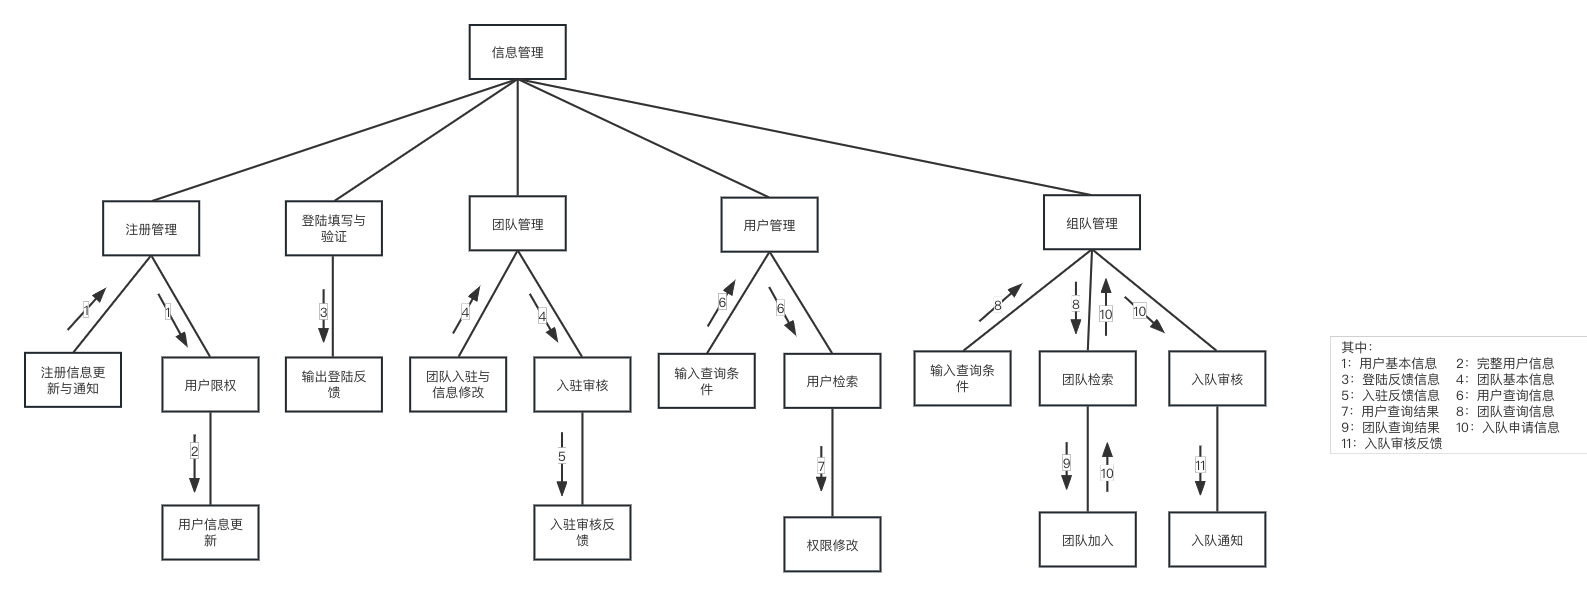 信息管理
注册管理
登陆填写与
验证
团队管理
用户管理
组队管理
1
1
3
4
4
6
6
8
8
10
10
注册信息更
新与通知
用户限权
输出登陆反
馈
团队入驻与
信息修改
入驻审核
输入查询条
件
用户检索
输入查询条
件
团队检索
入队审核
2
5
7
9
10
11
用户信息更
新
入驻审核反
馈
权限修改
团队加入
入队通知
其中：
1：用户基本信息 2：完整用户信息
3：登陆反馈信息 4：团队基本信息
5：入驻反馈信息 6：用户查询信息
7：用户查询结果 8：团队查询信息
9：团队查询结果 10：入队申请信息
11：入队审核反馈